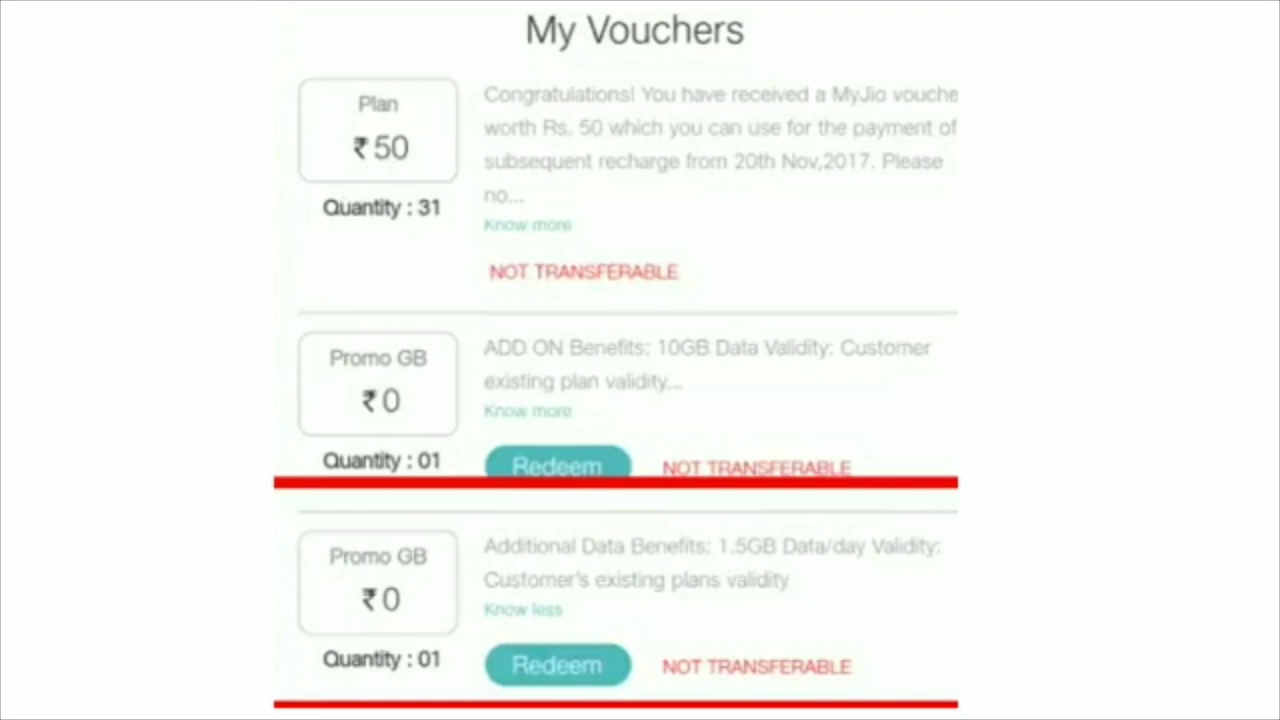 My Vouchers
Plan
₹50
Quantity : 31
Congratulations! You have received a MyJio vouche
worth Rs. 50 which you can use for the payment of
subsequent recharge from 20th Nov,2017. Please
no...
Know more
NOT TRANSFERABLE
Promo GB
₹0
Quantity : 01
ADD ON Benefits: 10GB Data Validity: Customer
existing plan validity...
Know more
Redeem NOT TRANSFERABLE
Promo GB
₹0
Quantity : 01
Additional Data Benefits: 1.5GB Data/day Validity:
Customer's existing plans validity
Know less
Redeem NOT TRANSFERABLE